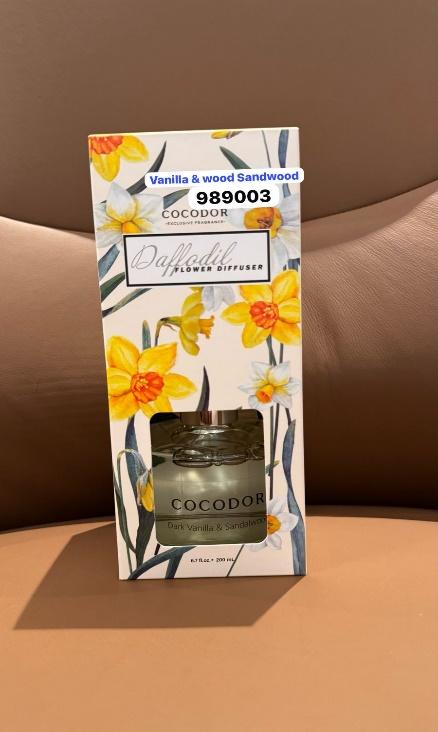 Vanilla & wood Sandwood
989003
COCODOR
-EXCLUSIVE FRAGRANCE-
Daffodil
FLOWER DIFFUSER
COCODOR
Dark Vanilla & Sandalwood
6.7 fl.oz. • 200 mL